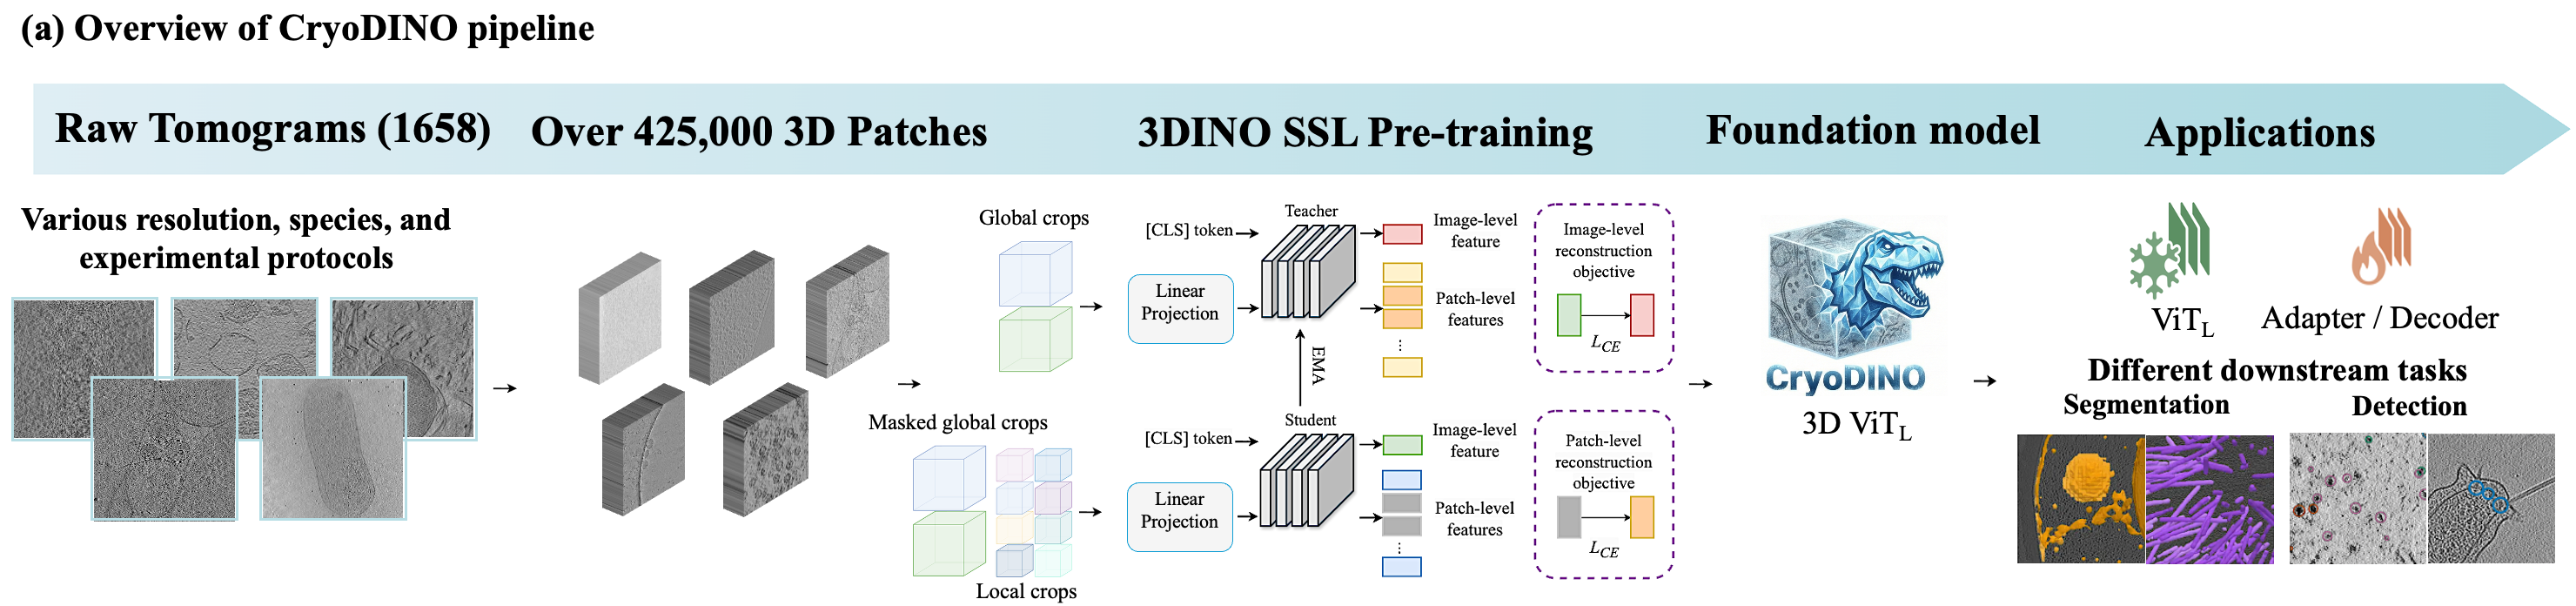 (a) Overview of CryoDINO pipeline
Raw Tomograms (1658)
Over 425,000 3D Patches
3DINO SSL Pre-training
Foundation model
Applications
Various resolution, species, and
experimental protocols
Global crops
Masked global crops
Local crops
[CLS] token
Linear
Projection
Teacher
Image-level
feature
Patch-level
features
...
EMA
[CLS] token
Linear
Projection
Student
Image-level
feature
Patch-level
features
...
Image-level
reconstruction
objective
L_CE
Patch-level
reconstruction
objective
L_CE
CryoDINO
3D ViT_L
ViT_L
Adapter / Decoder
Different downstream tasks
Segmentation
Detection